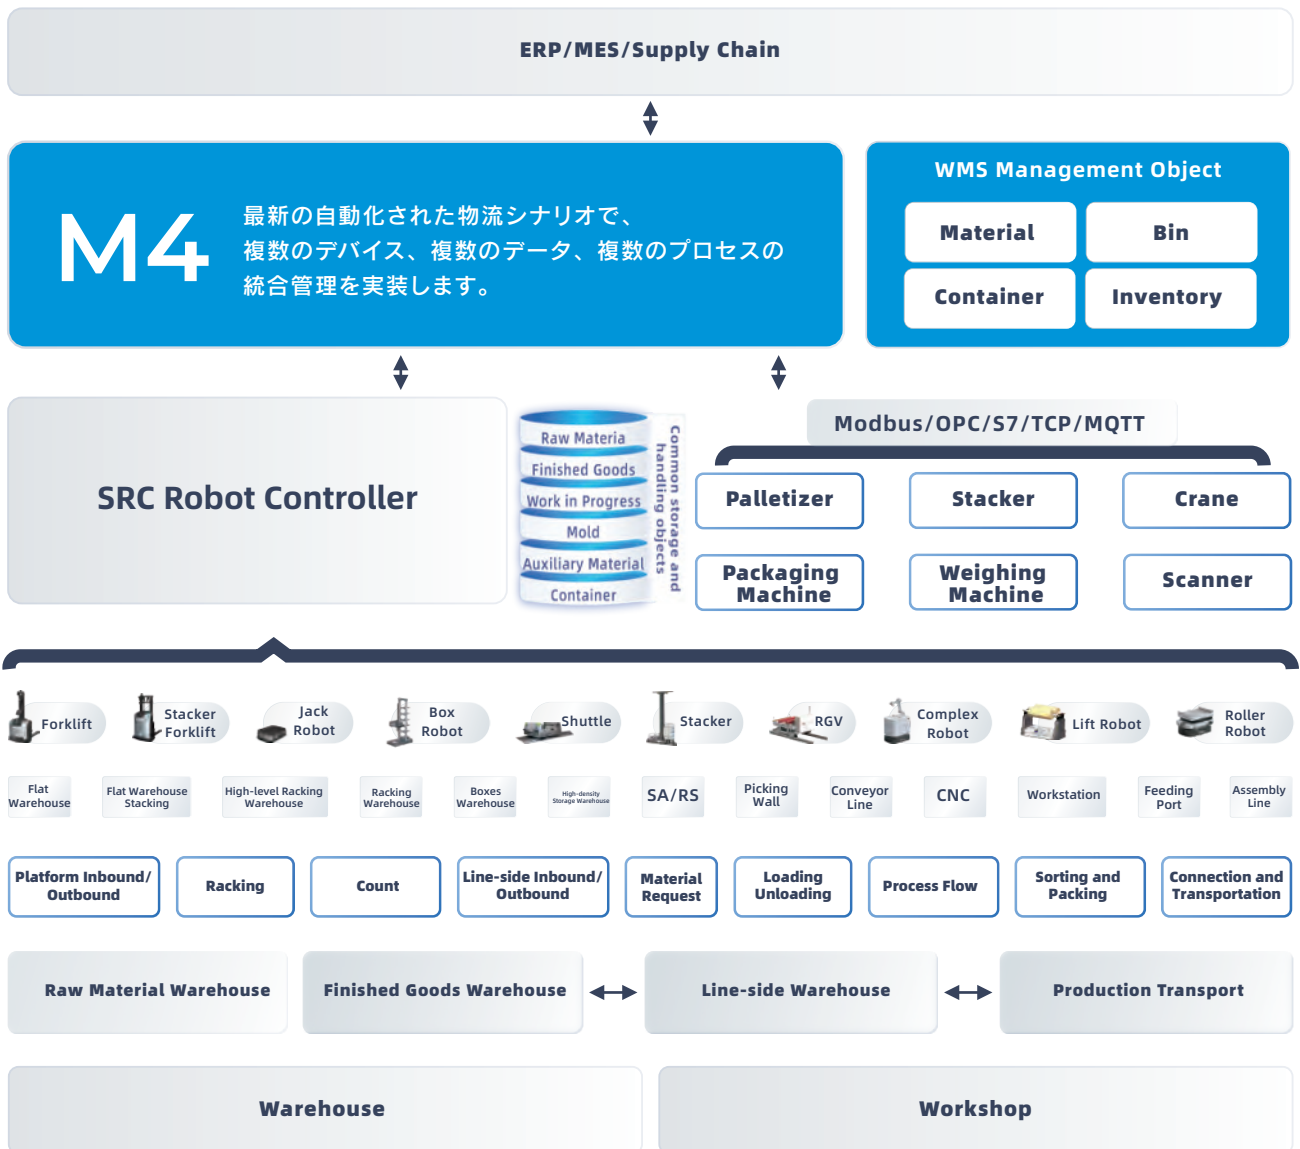 ERP/MES/Supply Chain
M4
最新の自動化された物流シナリオで、
複数のデバイス、複数のデータ、複数のプロセスの
統合管理を実装します。
WMS Management Object
Material
Bin
Container
Inventory
SRC Robot Controller
Raw Materia
Finished Goods
Work in Progress
Mold
Auxiliary Material
Container
Common storage and
handling objects
Modbus/OPC/S7/TCP/MQTT
Palletizer
Stacker
Crane
Packaging
Machine
Weighing
Machine
Scanner
Forklift
Stacker
Forklift
Jack
Robot
Box
Robot
Shuttle
Stacker
RGV
Complex
Robot
Lift Robot
Roller
Robot
Flat
Warehouse
Flat Warehouse
Stacking
High-level Racking
Warehouse
Racking
Warehouse
Boxes
Warehouse
High-density
Storage Warehouse
SA/RS
Picking
Wall
Conveyor
Line
CNC
Workstation
Feeding
Port
Assembly
Line
Platform Inbound/
Outbound
Racking
Count
Line-side Inbound/
Outbound
Material
Request
Loading
Unloading
Process Flow
Sorting and
Packing
Connection and
Transportation
Raw Material Warehouse
Finished Goods Warehouse
Line-side Warehouse
Production Transport
Warehouse
Workshop